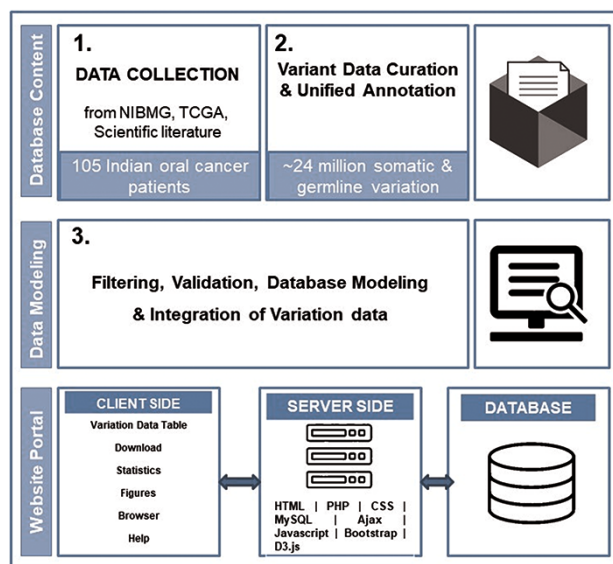 Database Content
1.
DATA COLLECTION
from NIBMG, TCGA,
Scientific literature
105 Indian oral cancer
patients
2.
Variant Data Curation
& Unified Annotation
~24 million somatic &
germline variation
Data Modeling
3.
Filtering, Validation, Database Modeling
& Integration of Variation data
Website Portal
CLIENT SIDE
Variation Data Table
Download
Statistics
Figures
Browser
Help
SERVER SIDE
HTML | PHP | CSS |
MySQL | Ajax |
Javascript | Bootstrap |
D3.js
DATABASE